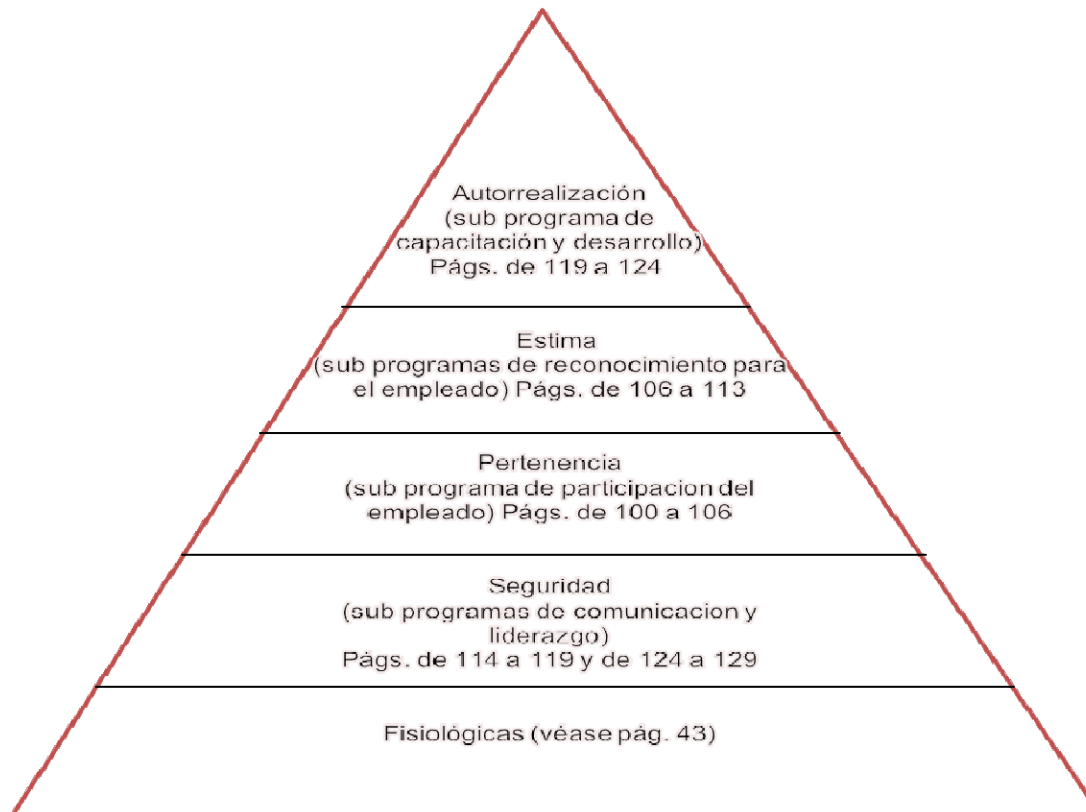 Autorrealización
(sub programa de
capacitación y desarrollo)
Págs. de 119 a 124
Estima
(sub programas de reconocimiento para
el empleado) Págs. de 106 a 113
Pertenencia
(sub programa de participacion del
empleado) Págs. de 100 a 106
Seguridad
(sub programas de comunicacion y
liderazgo)
Págs. de 114 a 119 y de 124 a 129
Fisiológicas (véase pág. 43)